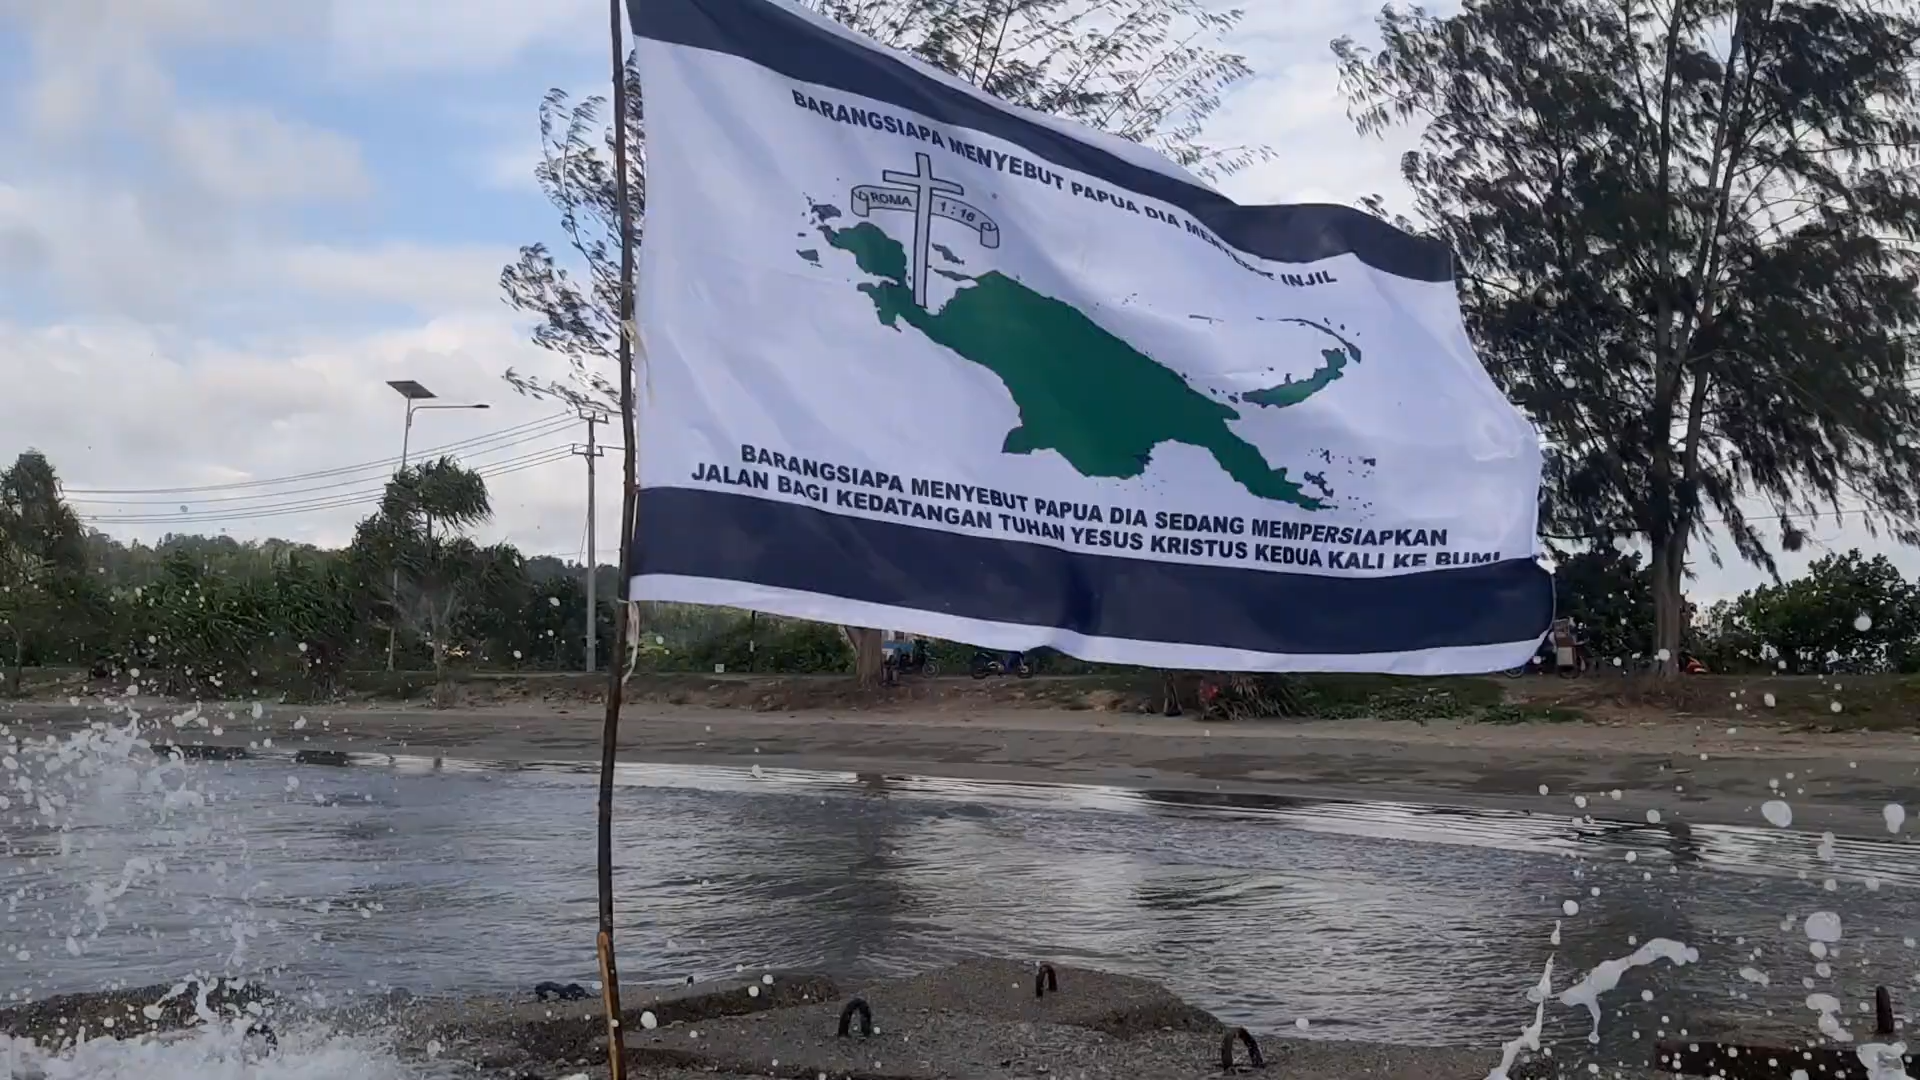 BARANGSIAPA MENYEBUT PAPUA DIA MENYEBUT INJIL
ROMA 1 : 16
BARANGSIAPA MENYEBUT PAPUA DIA SEDANG MEMPERSIAPKAN
JALAN BAGI KEDATANGAN TUHAN YESUS KRISTUS KEDUA KALI KE BUMI